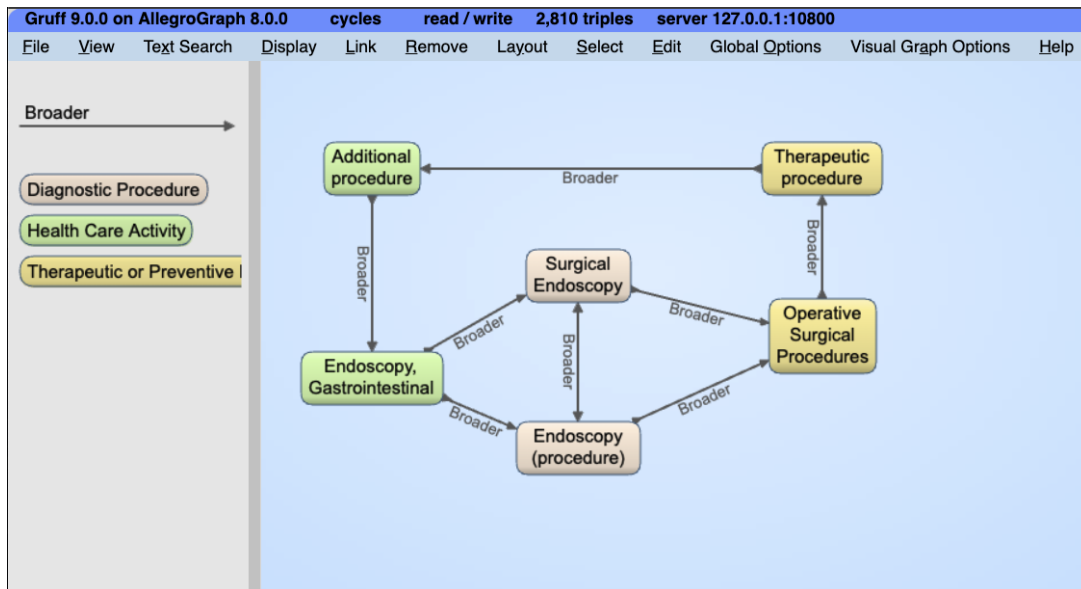 Gruff 9.0.0 on AllegroGraph 8.0.0 cycles read / write 2,810 triples server 127.0.0.1:10800
File View Text Search Display Link Remove Layout Select Edit Global Options Visual Graph Options Help
Broader
Diagnostic Procedure
Health Care Activity
Therapeutic or Preventive
Additional
procedure
Broader
Therapeutic
procedure
Broader
Broader
Surgical
Endoscopy
Broader
Broader
Broader
Operative
Surgical
Procedures
Endoscopy,
Gastrointestinal
Broader
Broader
Endoscopy
(procedure)